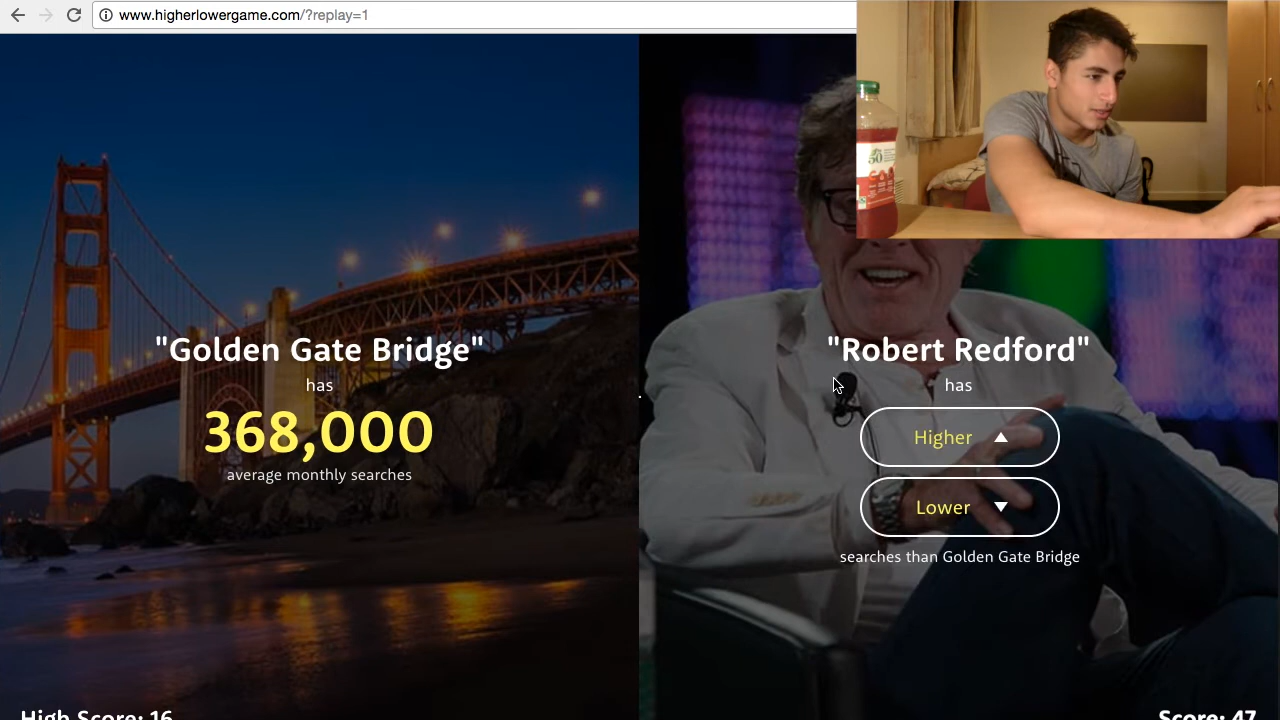 www.higherlowergame.com/?replay=1
"Golden Gate Bridge"
has
368,000
average monthly searches
"Robert Redford"
has
Higher
Lower
searches than Golden Gate Bridge
50
High Score: 16
Score: 47